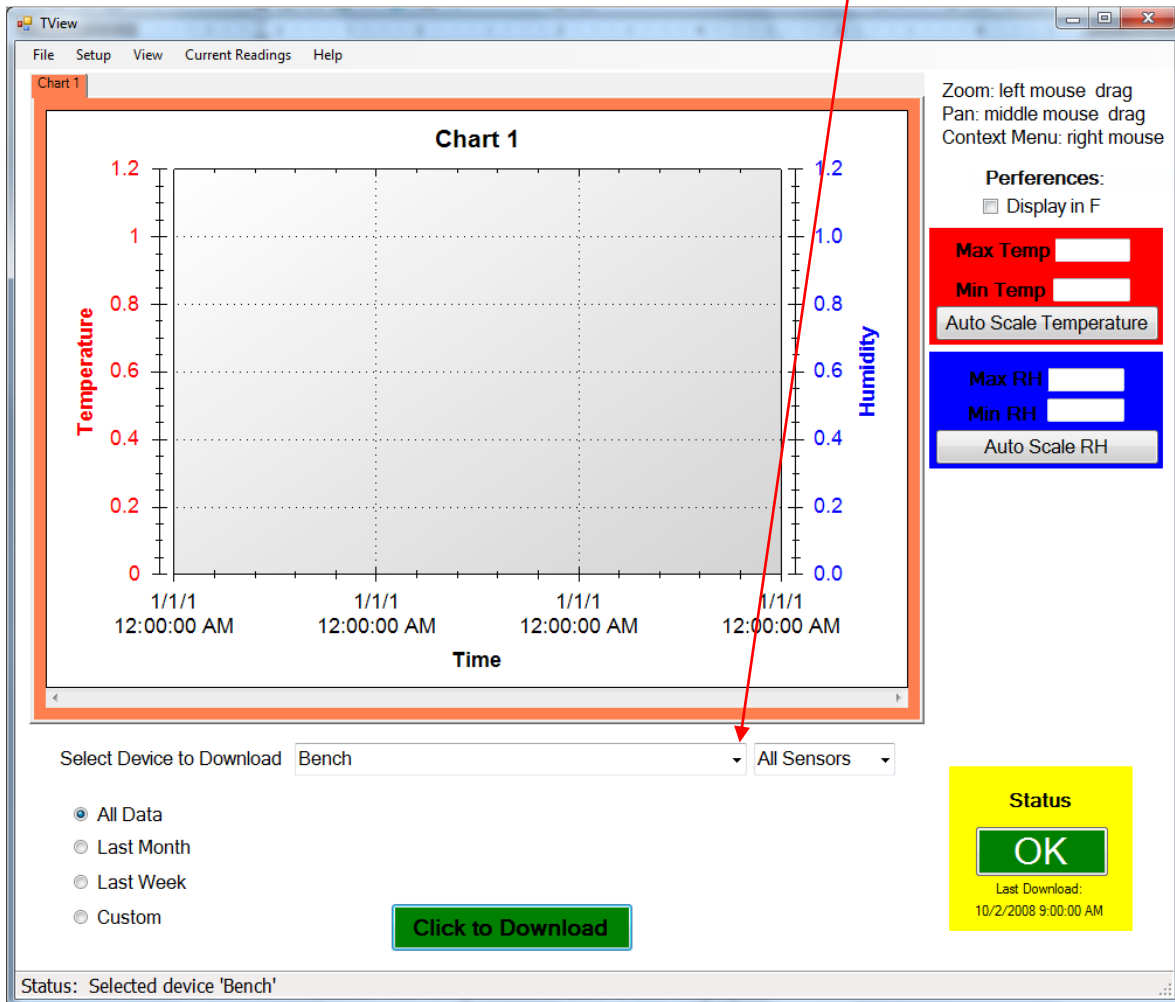 TView
File Setup View Current Readings Help
Chart 1
Zoom: left mouse drag
Pan: middle mouse drag
Context Menu: right mouse
Perferences:
Display in F
Max Temp
Min Temp
Auto Scale Temperature
Max RH
Min RH
Auto Scale RH
Chart 1
1.2
1
0.8
0.6
0.4
0.2
0
Temperature
1.2
1.0
0.8
0.6
0.4
0.2
0.0
Humidity
1/1/1 1/1/1 1/1/1 1/1/1
12:00:00 AM 12:00:00 AM 12:00:00 AM 12:00:00 AM
Time
Select Device to Download Bench All Sensors
All Data
Last Month
Last Week
Custom
Click to Download
Status
OK
Last Download:
10/2/2008 9:00:00 AM
Status: Selected device 'Bench'